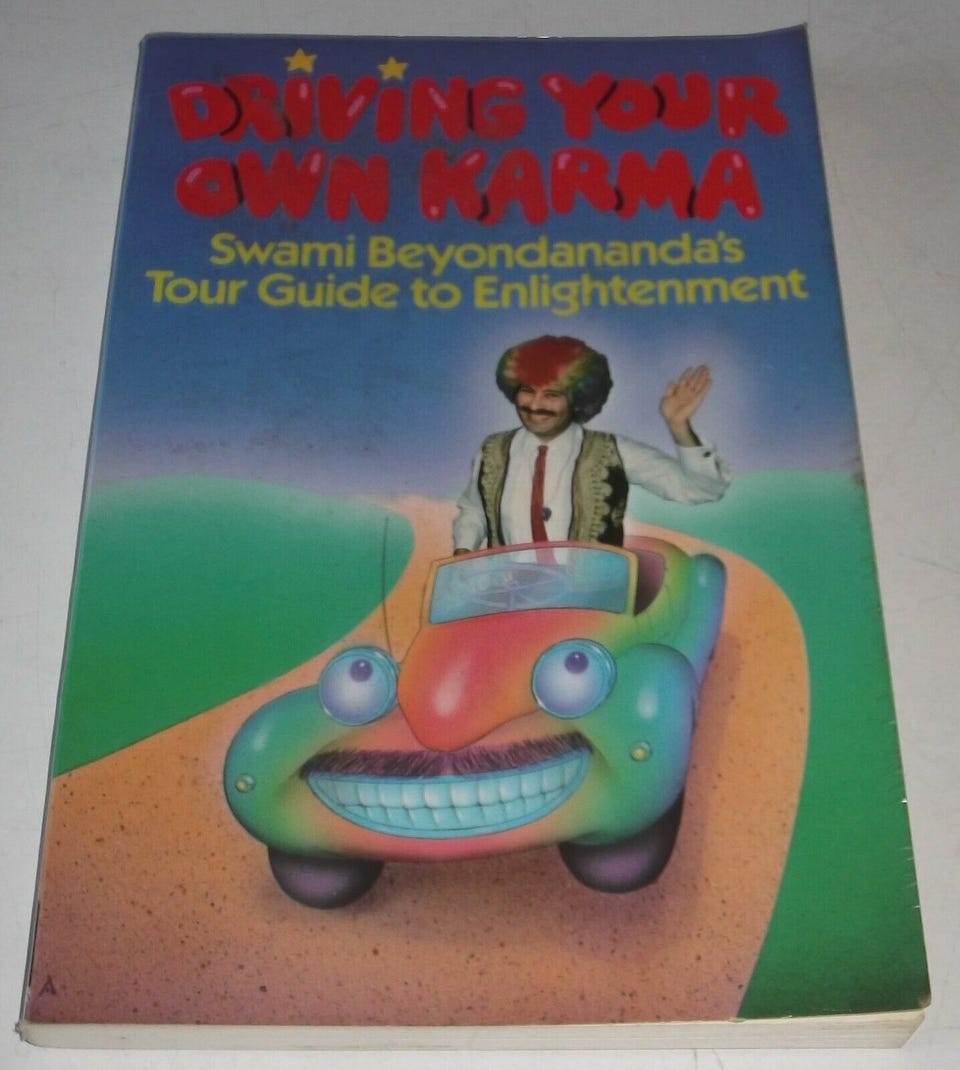 DRiViNG YOUR
OWN KARMA
Swami Beyondananda's
Tour Guide to Enlightenment
A